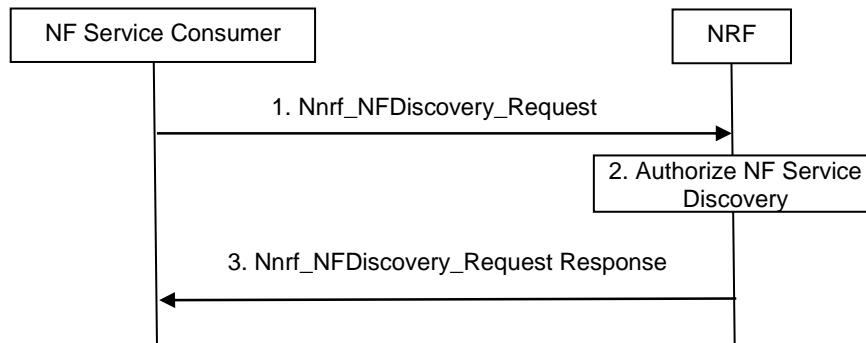 NF Service Consumer
NRF
1. Nnrf_NFDiscovery_Request
2. Authorize NF Service
Discovery
3. Nnrf_NFDiscovery_Request Response